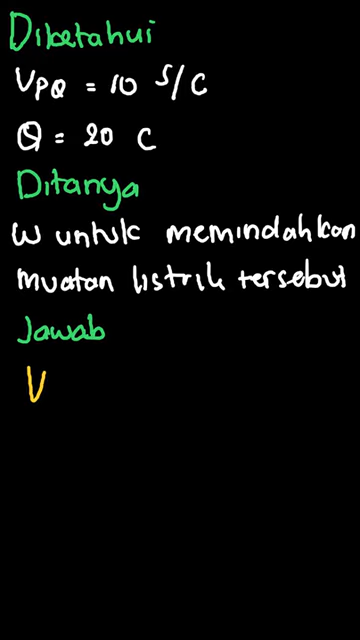 Diketahui
VPQ = 10 J/C
Q = 20 C
Ditanya
W untuk memindahkan
muatan listrik tersebut
Jawab
V